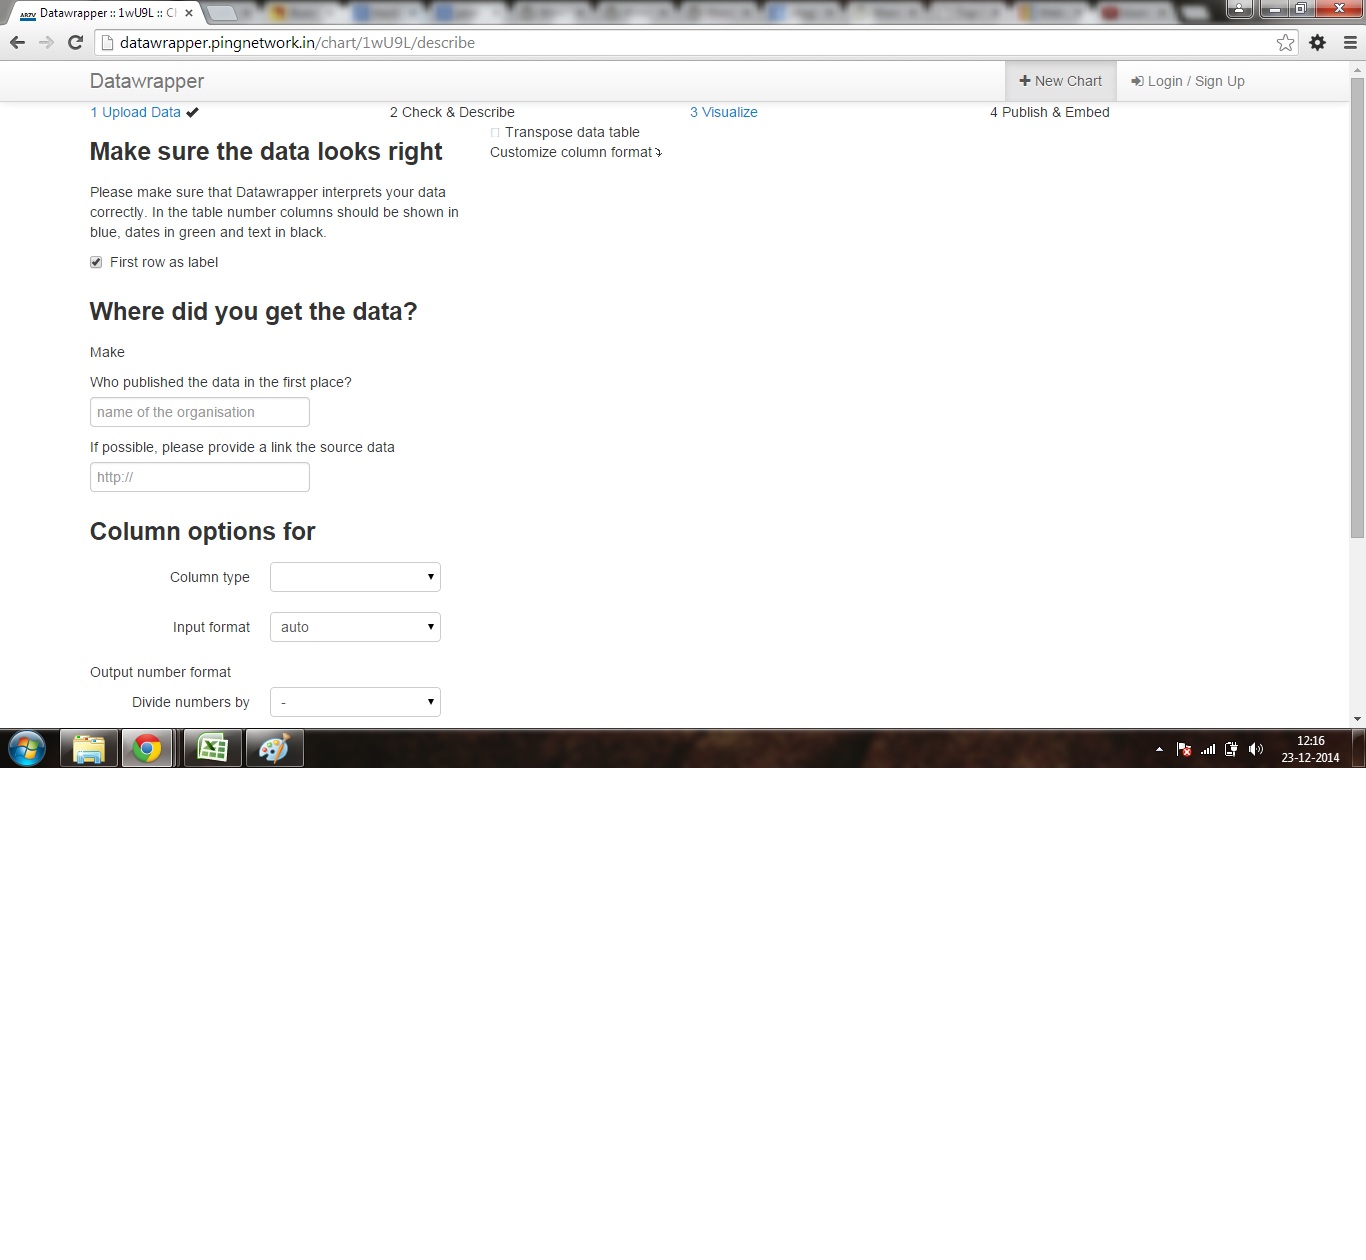 Datawrapper :: 1wU9L :: Cl
datawrapper.pingnetwork.in/chart/1wU9L/describe
Datawrapper
New Chart
Login / Sign Up
1 Upload Data
2 Check & Describe
3 Visualize
4 Publish & Embed
Transpose data table
Make sure the data looks right
Customize column format
Please make sure that Datawrapper interprets your data
correctly. In the table number columns should be shown in
blue, dates in green and text in black.
First row as label
Where did you get the data?
Make
Who published the data in the first place?
name of the organisation
If possible, please provide a link the source data
http://
Column options for
Column type
Input format
auto
Output number format
Divide numbers by
-
12:16
23-12-2014